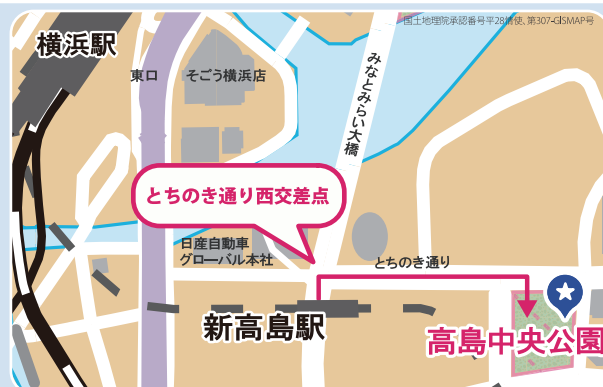 国土地理院承認番号平28情使、第307-GISMAP号
横浜駅
東口
そごう横浜店
みなとみらい大橋
とちのき通り西交差点
日産自動車
グローバル本社
とちのき通り
新高島駅
高島中央公園